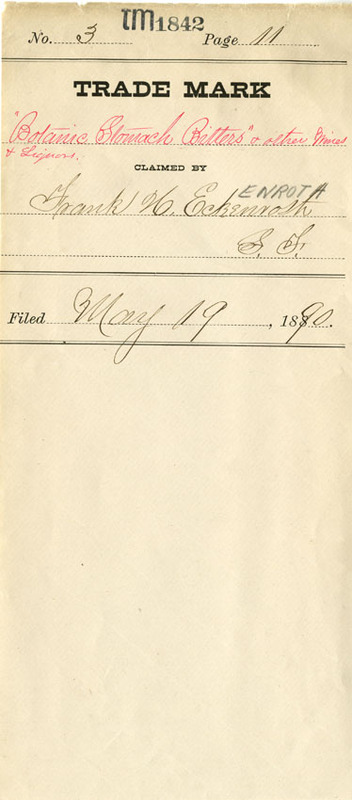 TM1842
No. 3 Page 11
TRADE MARK
"Botanic Stomach Bitters" & other Wines
& Liquors.
CLAIMED BY
ENROTH
Frank N. Eckenroth
S. F.
Filed May 19, 1890.